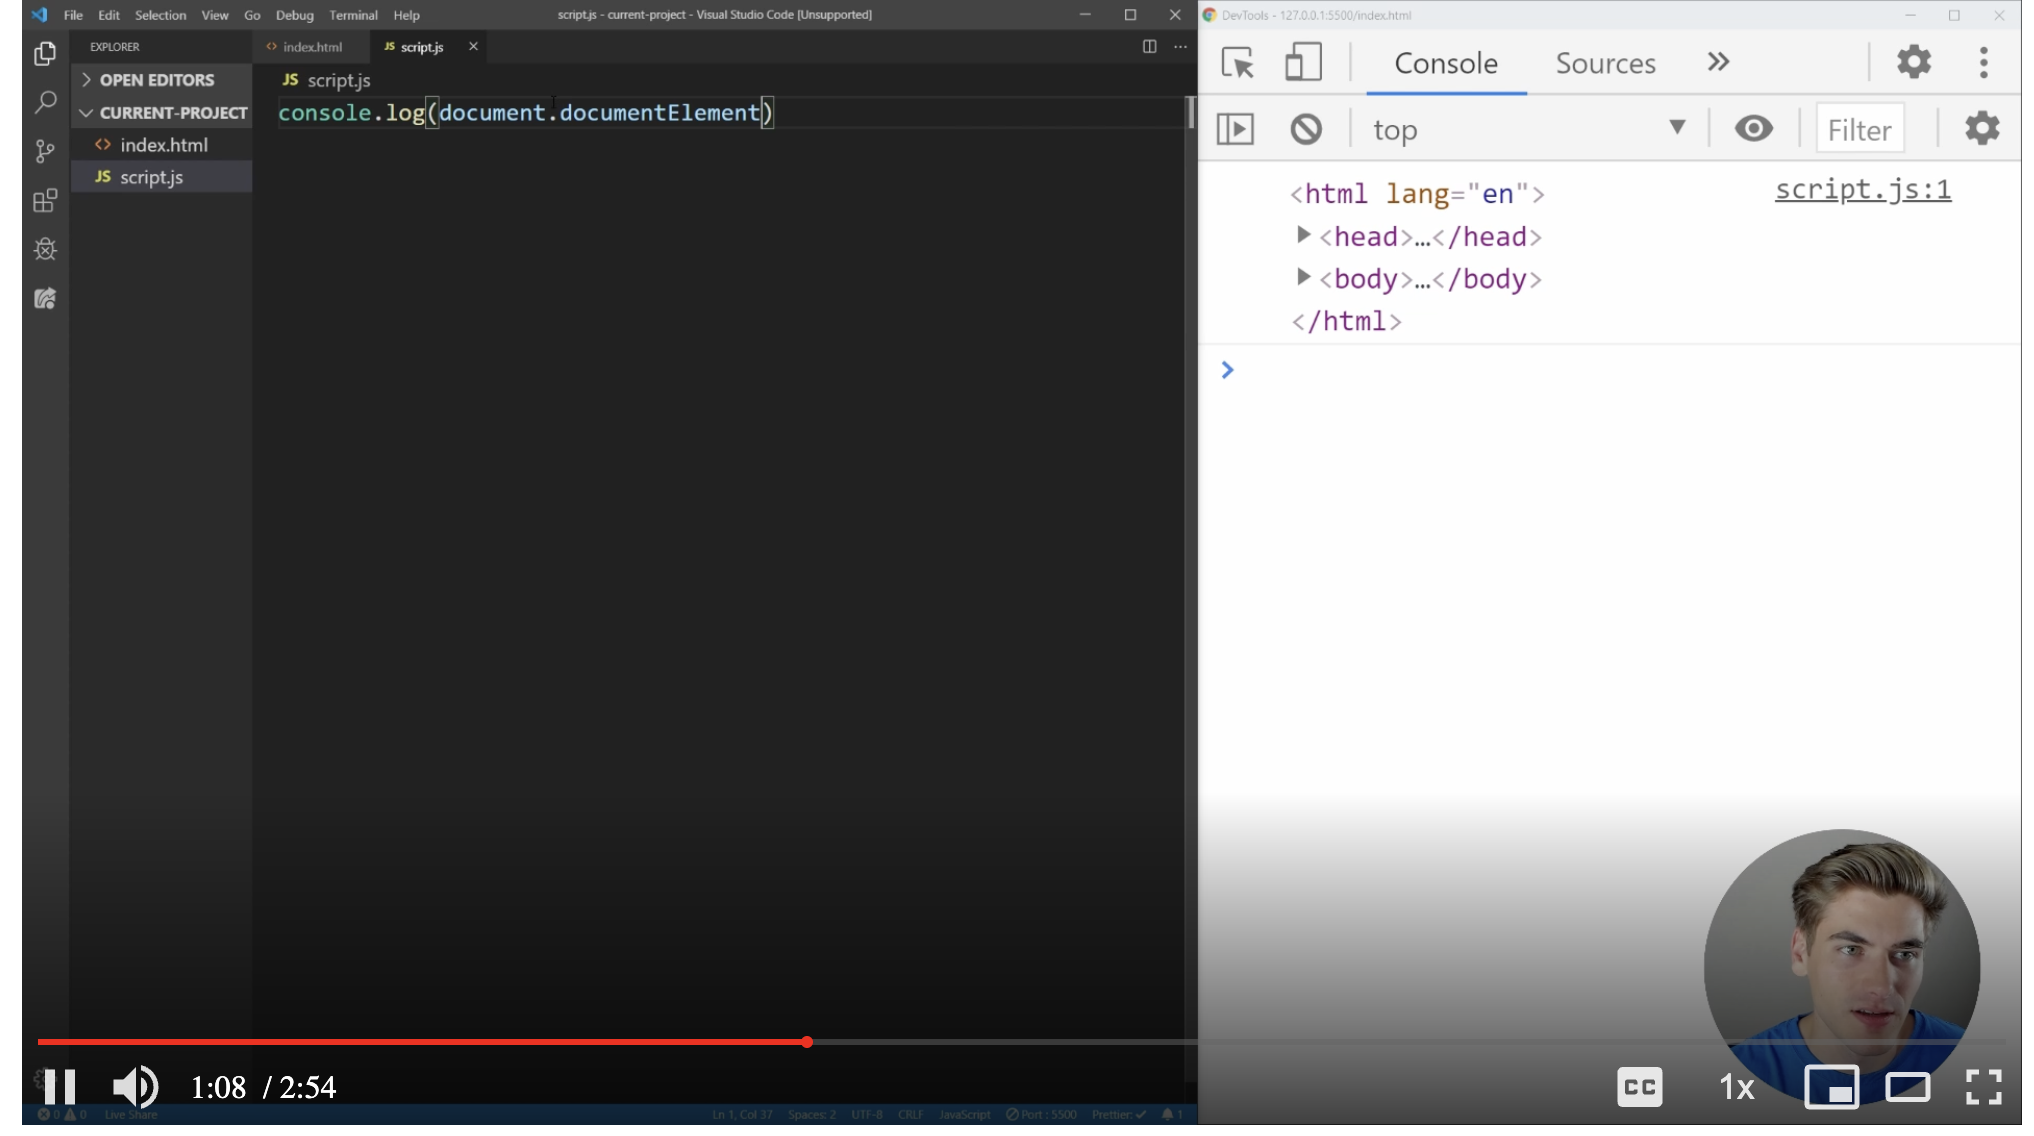 File Edit Selection View Go Debug Terminal Help
script.js - current-project - Visual Studio Code [Unsupported]
EXPLORER
OPEN EDITORS
CURRENT-PROJECT
<> index.html
JS script.js
<> index.html
JS script.js ×
JS script.js
console.log(document.documentElement)
DevTools - 127.0.0.1:5500/index.html
Console Sources »
top Filter
<html lang="en"> script.js:1
<head>…</head>
<body>…</body>
</html>
>
1:08 / 2:54
CC 1x
0 0 Live Share
Ln 1, Col 37 Spaces: 2 UTF-8 CRLF JavaScript Port : 5500 Prettier: ✓ 1